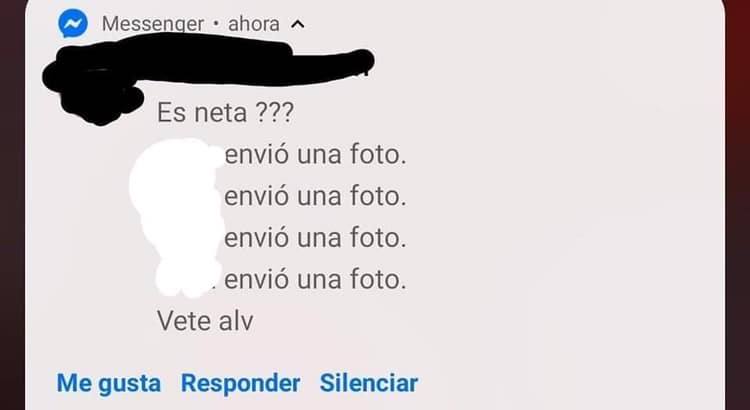 Messenger • ahora
Es neta ???
envió una foto.
envió una foto.
envió una foto.
envió una foto.
Vete alv
Me gusta Responder Silenciar